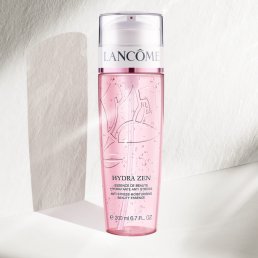 LANCÔME
HYDRA ZEN
ESSENCE DE BEAUTÉ
HYDRATANTE ANTI-STRESS
ANTI-STRESS MOISTURISING
BEAUTY ESSENCE
℮ 200 ml 6.7 FL. OZ.